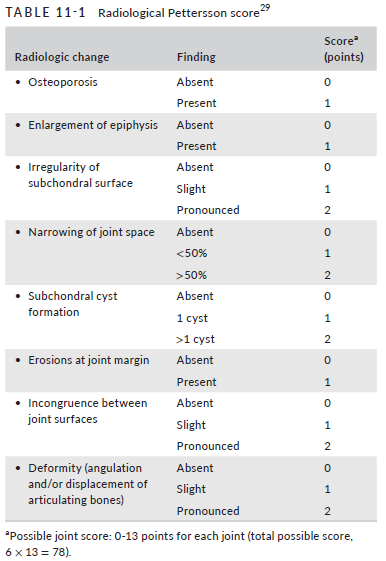 TABLE 11-1 Radiological Pettersson score29
Radiologic change Finding Scorea (points)
• Osteoporosis Absent 0
Present 1
• Enlargement of epiphysis Absent 0
Present 1
• Irregularity of Absent 0
subchondral surface Slight 1
Pronounced 2
• Narrowing of joint space Absent 0
<50% 1
>50% 2
• Subchondral cyst Absent 0
formation 1 cyst 1
>1 cyst 2
• Erosions at joint margin Absent 0
Present 1
• Incongruence between Absent 0
joint surfaces Slight 1
Pronounced 2
• Deformity (angulation Absent 0
and/or displacement of Slight 1
articulating bones) Pronounced 2
aPossible joint score: 0-13 points for each joint (total possible score,
6 × 13 = 78).